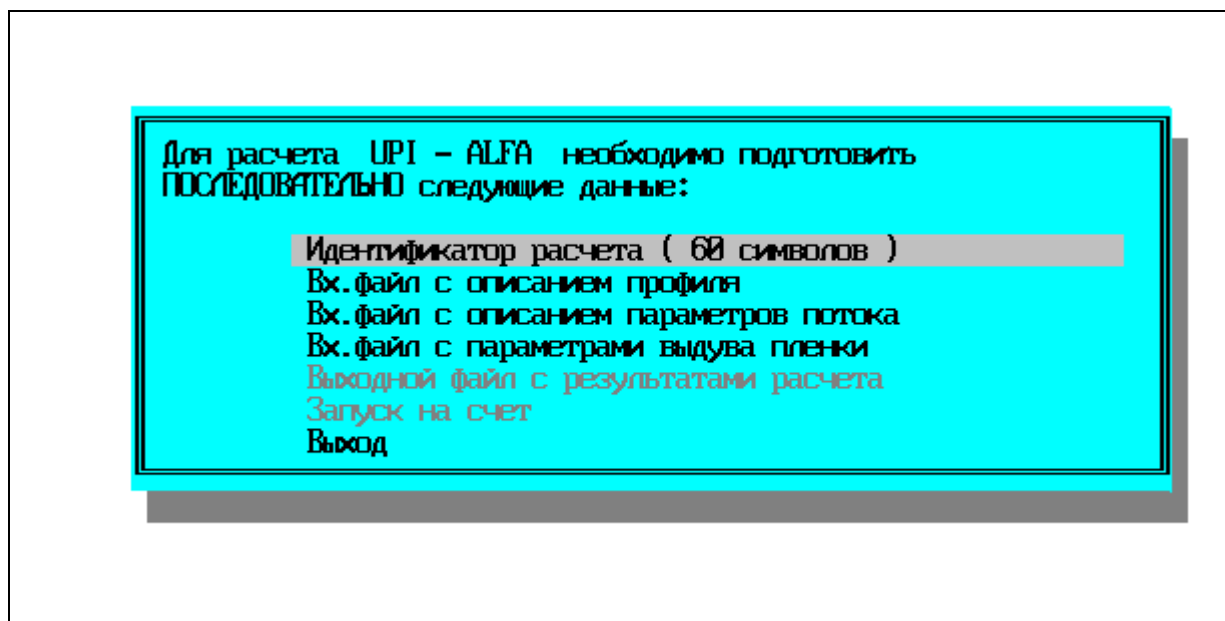 Для расчета UPI - ALFA необходимо подготовить
ПОСЛЕДОВАТЕЛЬНО следующие данные:
Идентификатор расчета ( 60 символов )
Вх.файл с описанием профиля
Вх.файл с описанием параметров потока
Вх.файл с параметрами выдува пленки
Выходной файл с результатами расчета
Запуск на счет
Выход